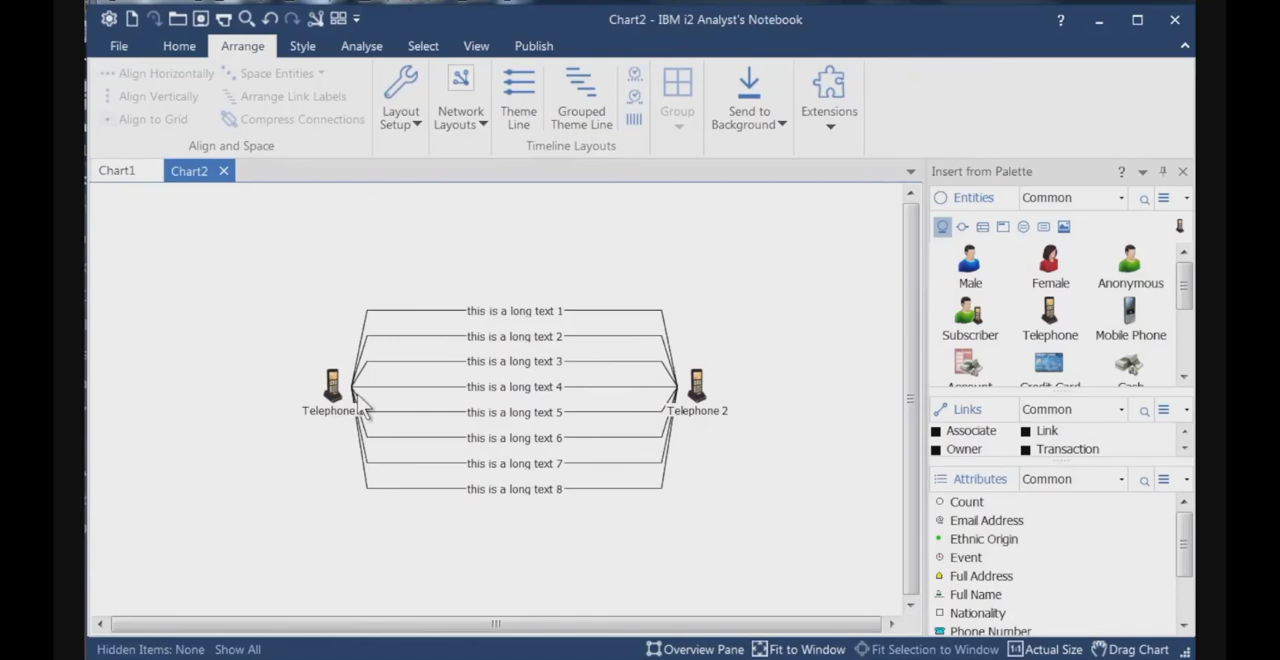 Chart2 - IBM i2 Analyst's Notebook
?
File Home Arrange Style Analyse Select View Publish
Align Horizontally
Align Vertically
Align to Grid
Space Entities
Arrange Link Labels
Compress Connections
Align and Space
Layout
Setup
Network
Layouts
Theme
Line
Grouped
Theme Line
Timeline Layouts
Group
Send to
Background
Extensions
Chart1
Chart2
this is a long text 1
this is a long text 2
this is a long text 3
this is a long text 4
this is a long text 5
this is a long text 6
this is a long text 7
this is a long text 8
Telephone
Telephone 2
Insert from Palette ?
Entities Common
Male Female Anonymous
Subscriber Telephone Mobile Phone
Account Credit Card Cash
Links Common
Associate Link
Owner Transaction
Attributes Common
Count
Email Address
Ethnic Origin
Event
Full Address
Full Name
Nationality
Phone Number
Hidden Items: None Show All
Overview Pane Fit to Window Fit Selection to Window 1:1 Actual Size Drag Chart